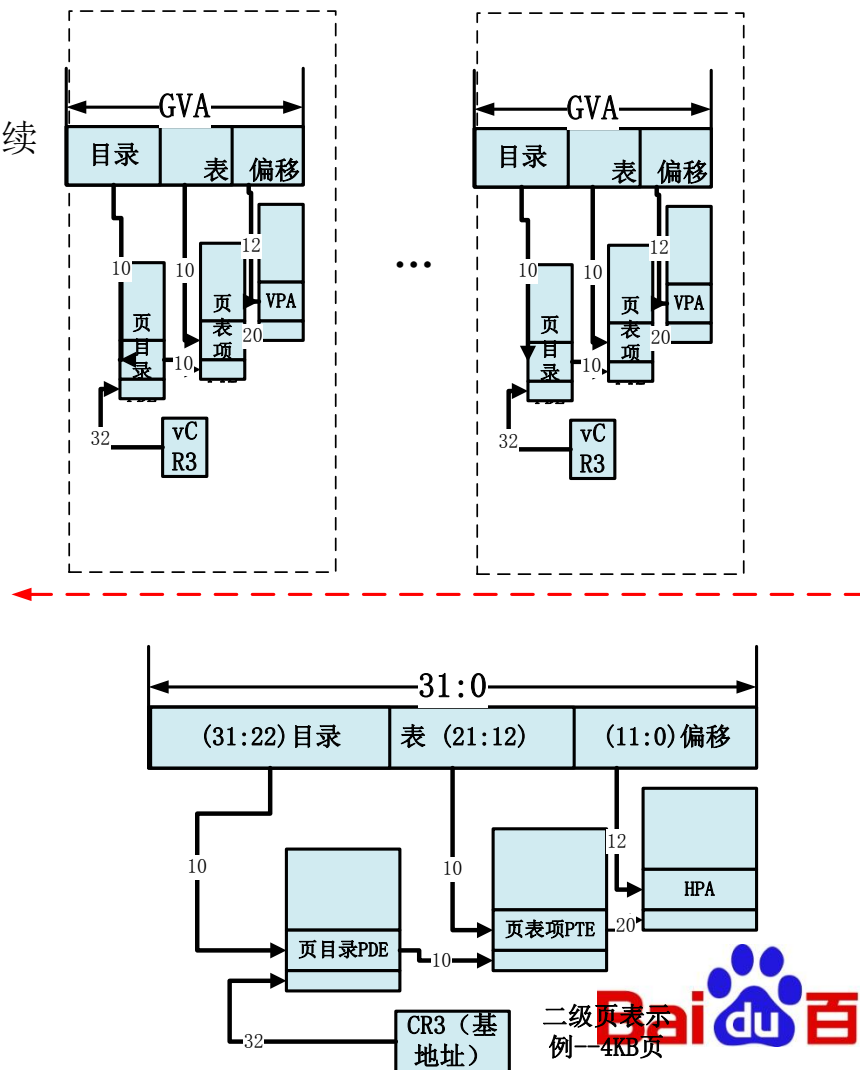 续
GVA
目录
表
偏移
12
10
10
页
目
录
页
表
项
VPA
20
10
32
vC
R3
...
GVA
目录
表
偏移
12
10
10
页
目
录
页
表
项
VPA
20
10
32
vC
R3
31:0
(31:22)目录
表 (21:12)
(11:0)偏移
10
10
12
HPA
页目录PDE
页表项PTE
20
10
32
CR3（基
地址）
二级页表示
例--4KB页
Bai du 百